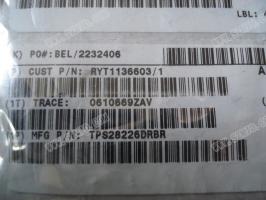 LBL:
K) PO#:BEL/2232406
CUST P/N: RYT1136603/1
A
(1T) TRACE: 0610669ZAV
MFG P/N: TPS28226DRBR